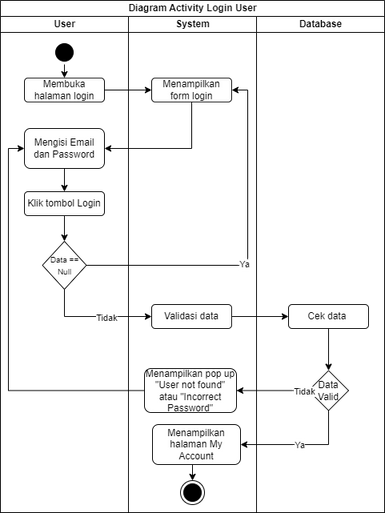 Diagram Activity Login User
User
System
Database
Membuka
halaman login
Menampilkan
form login
Mengisi Email
dan Password
Klik tombol Login
Data ==
Null
Ya
Tidak
Validasi data
Cek data
Menampilkan pop up
"User not found"
atau "Incorrect
Password"
Tidak
Data
Valid
Menampilkan
halaman My
Account
Ya